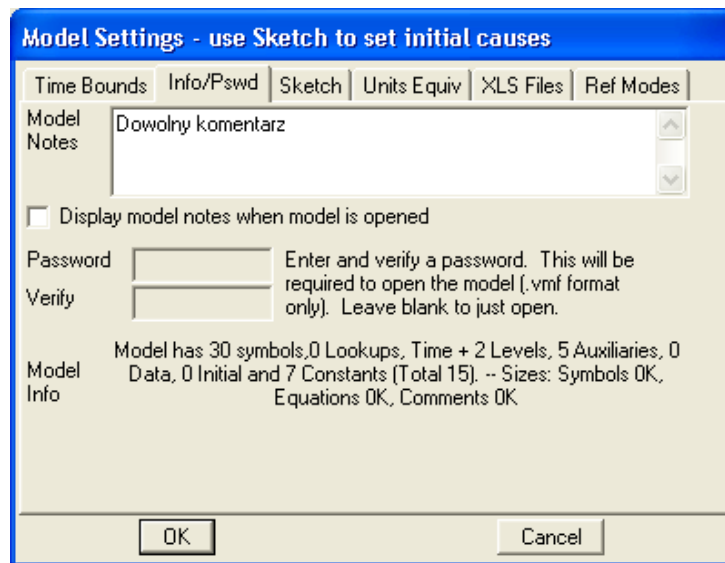 Model Settings - use Sketch to set initial causes
Time Bounds Info/Pswd Sketch Units Equiv XLS Files Ref Modes
Model
Notes
Dowolny komentarz
Display model notes when model is opened
Password
Verify
Enter and verify a password. This will be
required to open the model (.vmf format
only). Leave blank to just open.
Model
Info
Model has 30 symbols,0 Lookups, Time + 2 Levels, 5 Auxiliaries, 0
Data, 0 Initial and 7 Constants (Total 15). -- Sizes: Symbols 0K,
Equations 0K, Comments 0K
OK Cancel